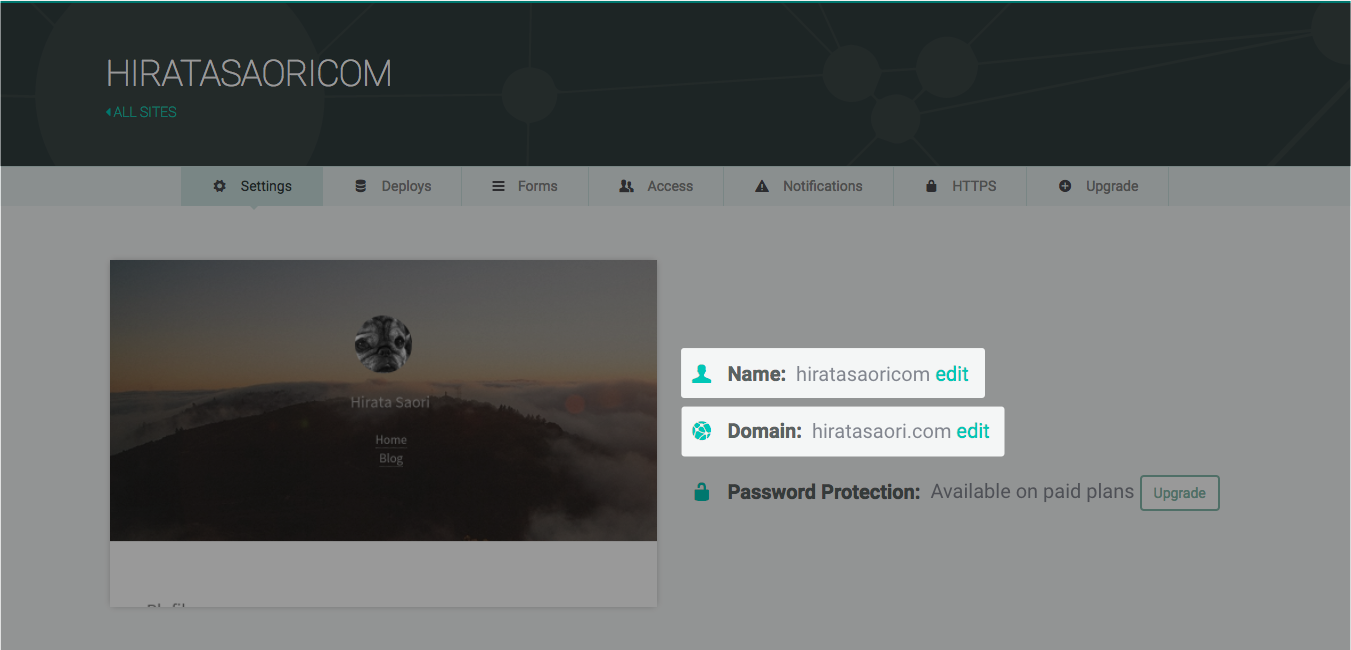 HIRATASAORICOM
ALL SITES
Settings
Deploys
Forms
Access
Notifications
HTTPS
Upgrade
Hirata Saori
Home
Blog
Name: hiratasaoricom edit
Domain: hiratasaori.com edit
Password Protection: Available on paid plans Upgrade